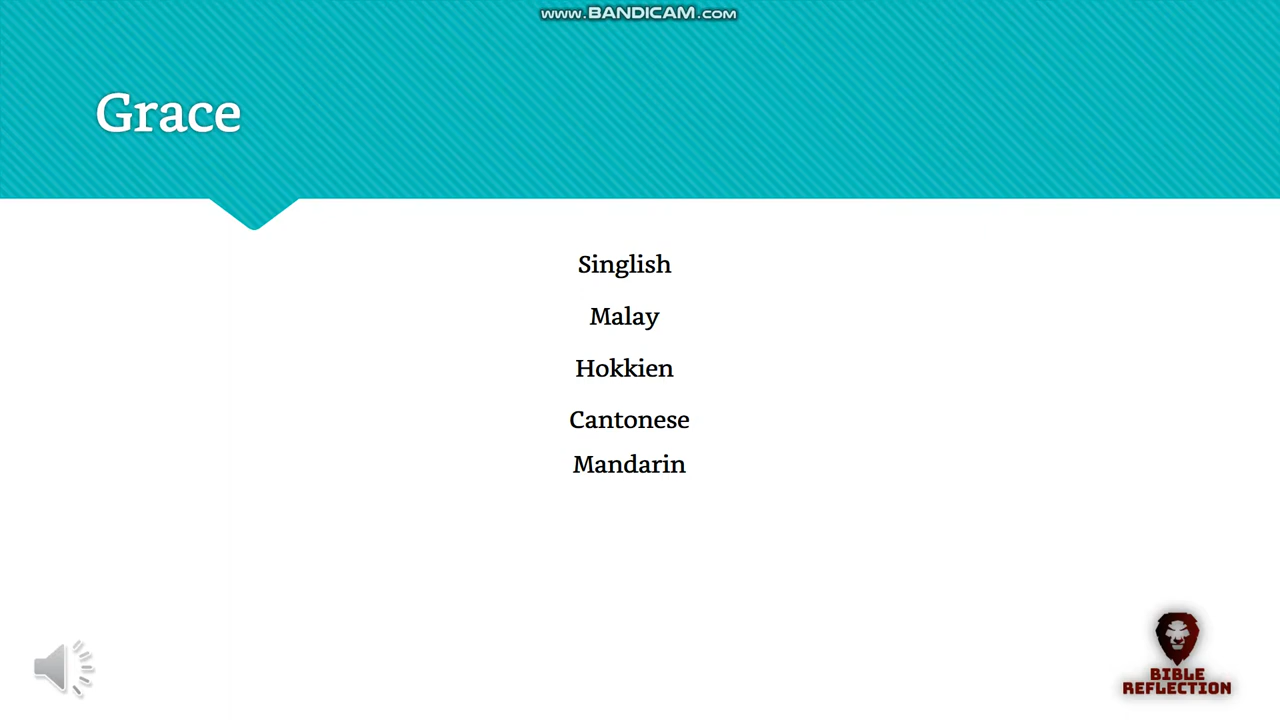 www.BANDICAM.com
Grace
Singlish
Malay
Hokkien
Cantonese
Mandarin
BIBLE
REFLECTION